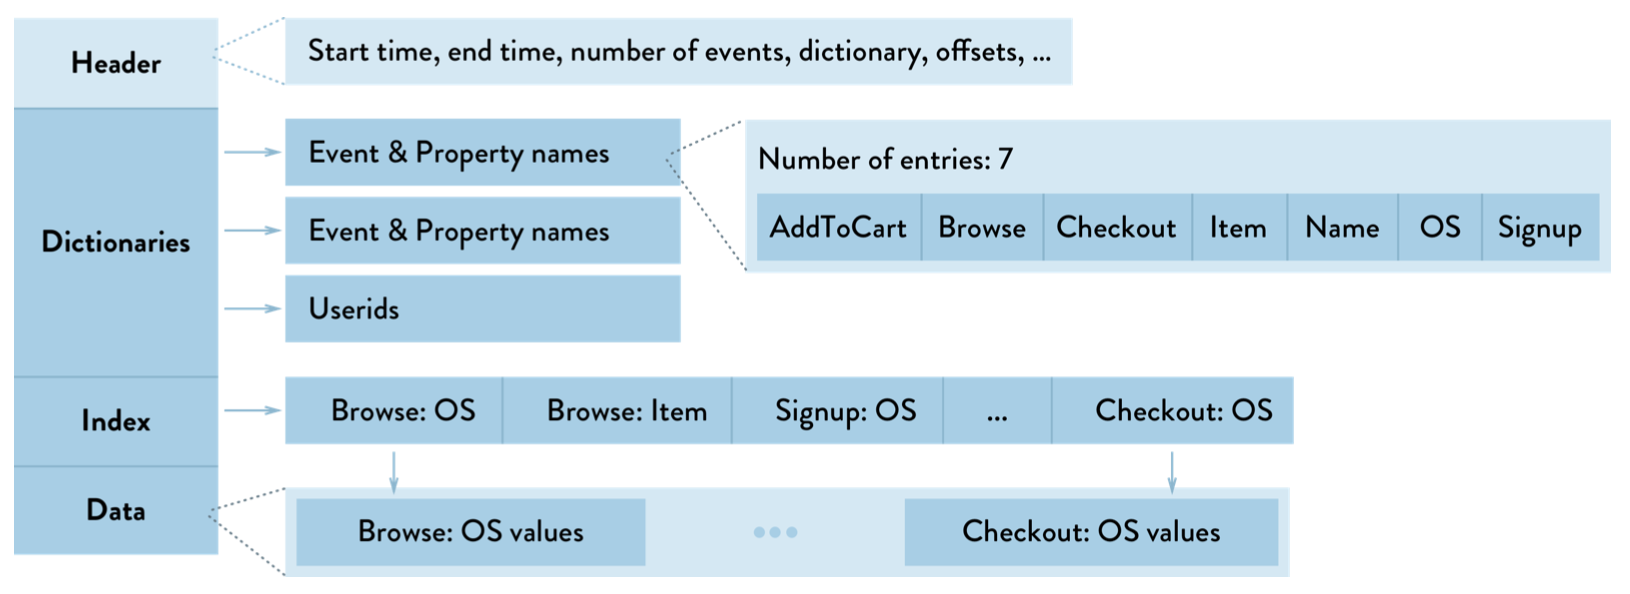 Header
Start time, end time, number of events, dictionary, offsets, ...
Dictionaries
Event & Property names
Number of entries: 7
AddToCart Browse Checkout Item Name OS Signup
Event & Property names
Userids
Index
Browse: OS Browse: Item Signup: OS ... Checkout: OS
Data
Browse: OS values Checkout: OS values